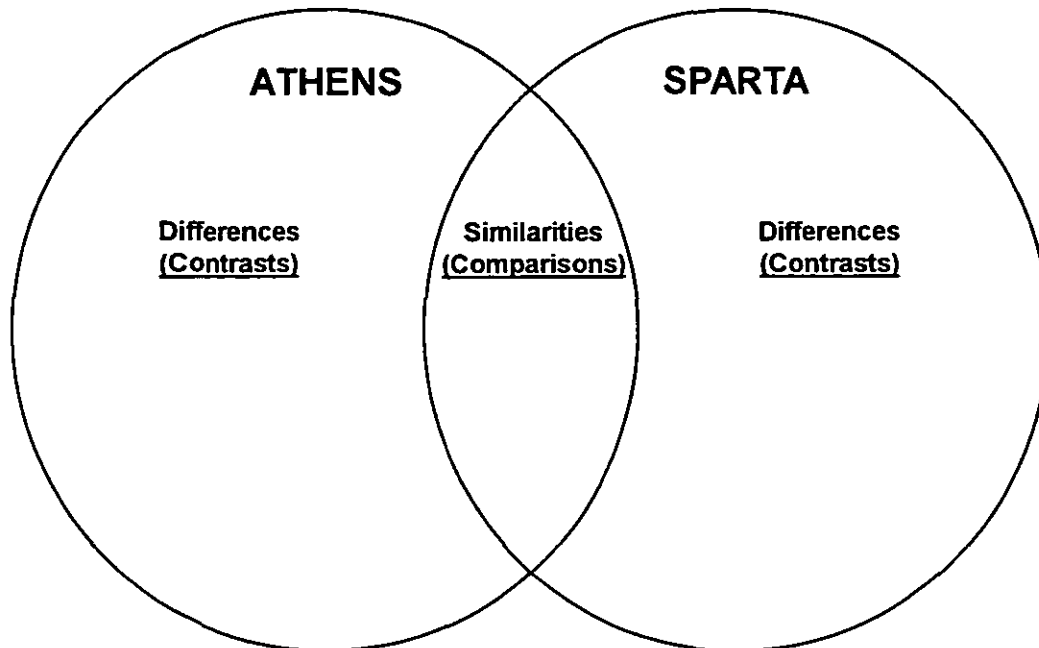 ATHENS
SPARTA
Differences
(Contrasts)
Similarities
(Comparisons)
Differences
(Contrasts)